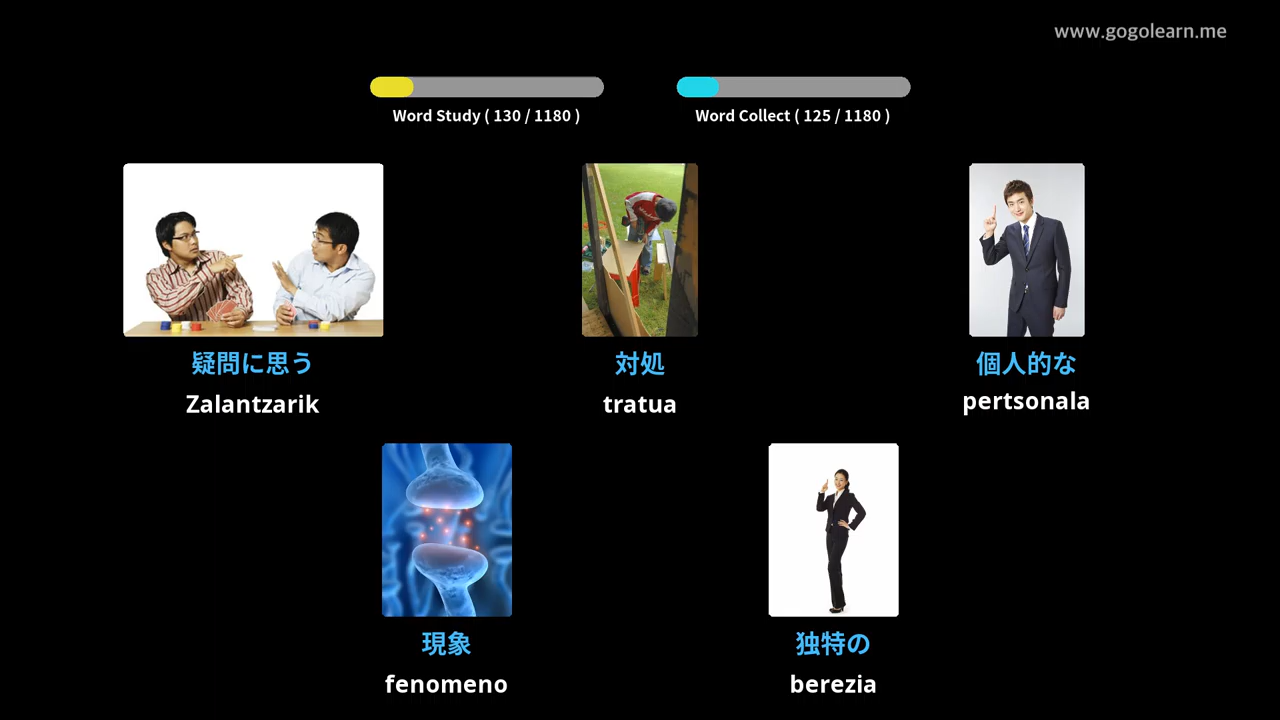 www.gogolearn.me
Word Study ( 130 / 1180 )
Word Collect ( 125 / 1180 )
疑問に思う
対処
個人的な
Zalantzarik
tratua
pertsonala
現象
独特の
fenomeno
berezia